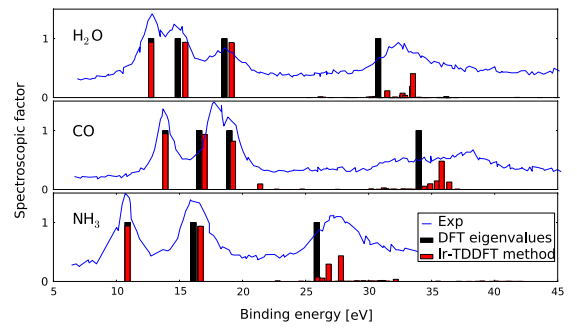 H₂O
1
0
CO
1
0
NH₃
1
0
Spectroscopic factor
Exp
DFT eigenvalues
lr-TDDFT method
5 10 15 20 25 30 35 40 45
Binding energy [eV]